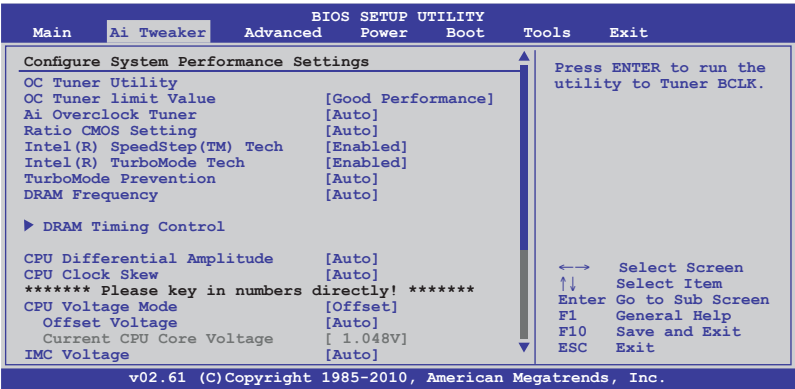 BIOS SETUP UTILITY
Main Ai Tweaker Advanced Power Boot Tools Exit
Configure System Performance Settings
OC Tuner Utility
OC Tuner limit Value [Good Performance]
Ai Overclock Tuner [Auto]
Ratio CMOS Setting [Auto]
Intel(R) SpeedStep(TM) Tech [Enabled]
Intel(R) TurboMode Tech [Enabled]
TurboMode Prevention [Auto]
DRAM Frequency [Auto]
DRAM Timing Control
CPU Differential Amplitude [Auto]
CPU Clock Skew [Auto]
******* Please key in numbers directly! *******
CPU Voltage Mode [Offset]
Offset Voltage [Auto]
Current CPU Core Voltage [ 1.048V]
IMC Voltage [Auto]
Press ENTER to run the
utility to Tuner BCLK.
←→ Select Screen
↑↓ Select Item
Enter Go to Sub Screen
F1 General Help
F10 Save and Exit
ESC Exit
v02.61 (C)Copyright 1985-2010, American Megatrends, Inc.